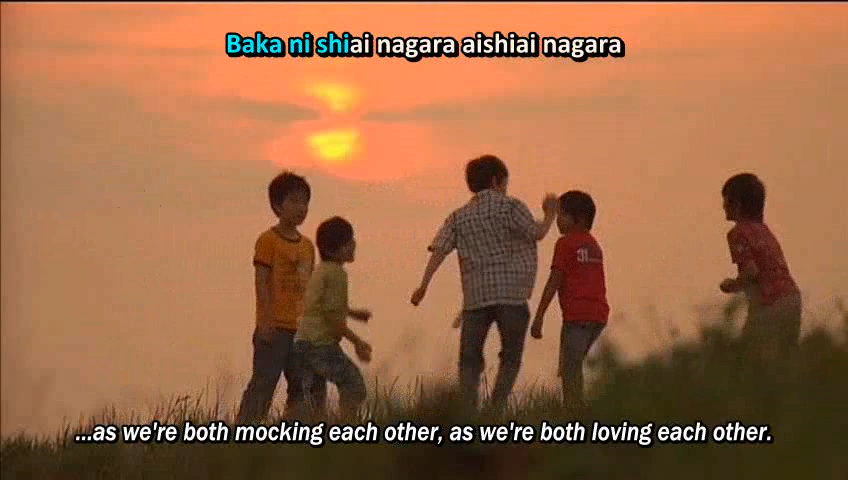 Baka ni shiai nagara aishiai nagara
31
...as we're both mocking each other, as we're both loving each other.